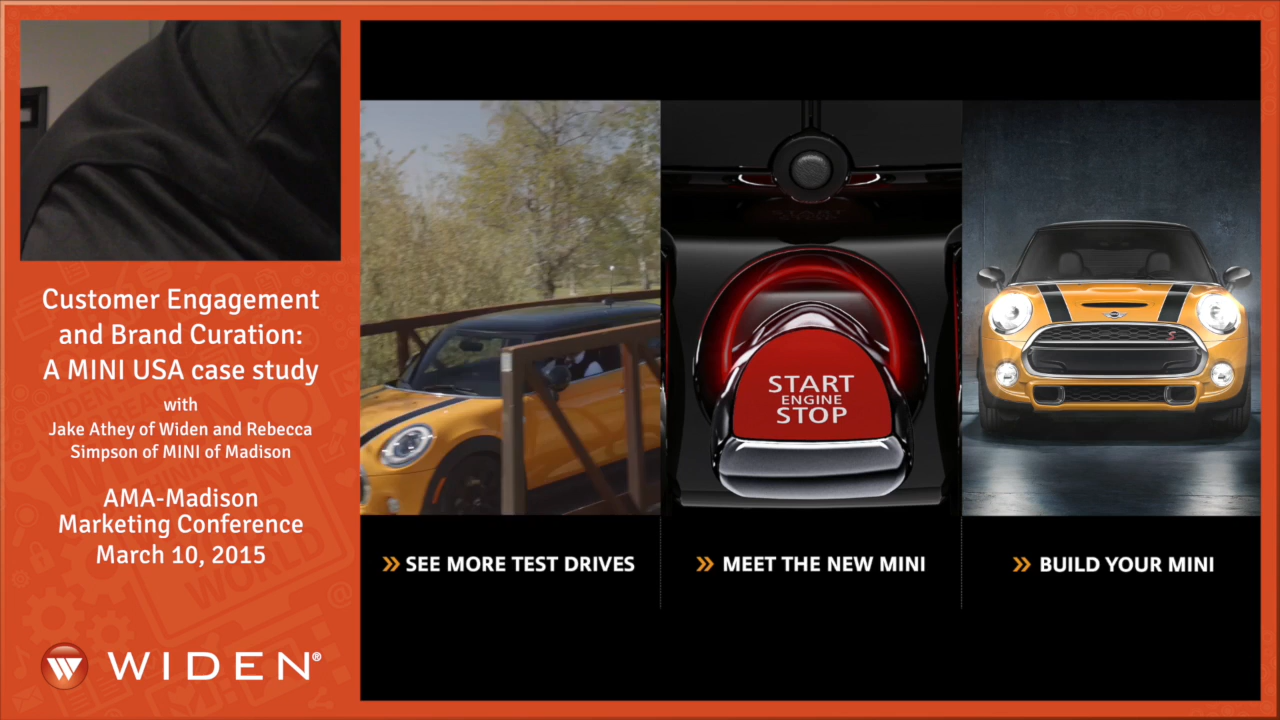 Customer Engagement
and Brand Curation:
A MINI USA case study
with
Jake Athey of Widen and Rebecca
Simpson of MINI of Madison
AMA-Madison
Marketing Conference
March 10, 2015
WIDEN®
START
ENGINE
STOP
SEE MORE TEST DRIVES
MEET THE NEW MINI
BUILD YOUR MINI